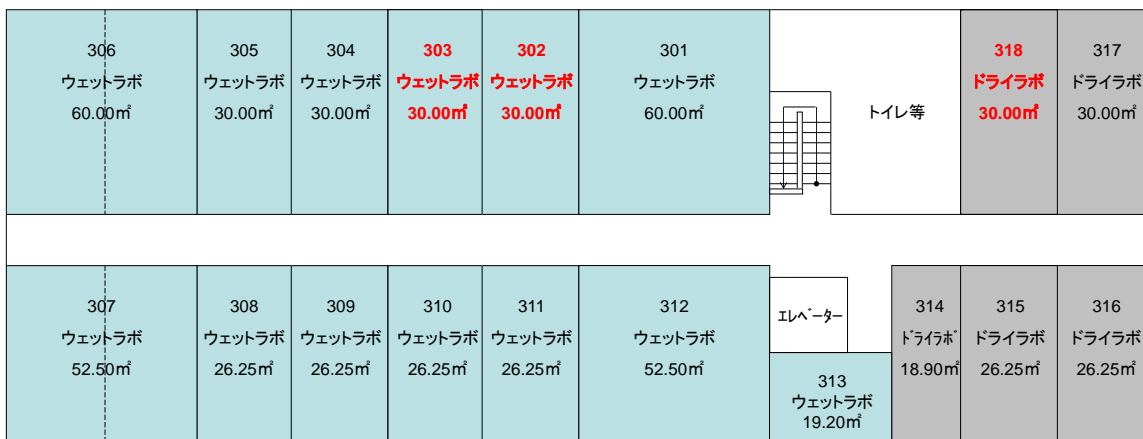 306
ウェットラボ
60.00㎡
305
ウェットラボ
30.00㎡
304
ウェットラボ
30.00㎡
303
ウェットラボ
30.00㎡
302
ウェットラボ
30.00㎡
301
ウェットラボ
60.00㎡
トイレ等
318
ドライラボ
30.00㎡
317
ドライラボ
30.00㎡
307
ウェットラボ
52.50㎡
308
ウェットラボ
26.25㎡
309
ウェットラボ
26.25㎡
310
ウェットラボ
26.25㎡
311
ウェットラボ
26.25㎡
312
ウェットラボ
52.50㎡
エレベーター
313
ウェットラボ
19.20㎡
314
ドライラボ
18.90㎡
315
ドライラボ
26.25㎡
316
ドライラボ
26.25㎡